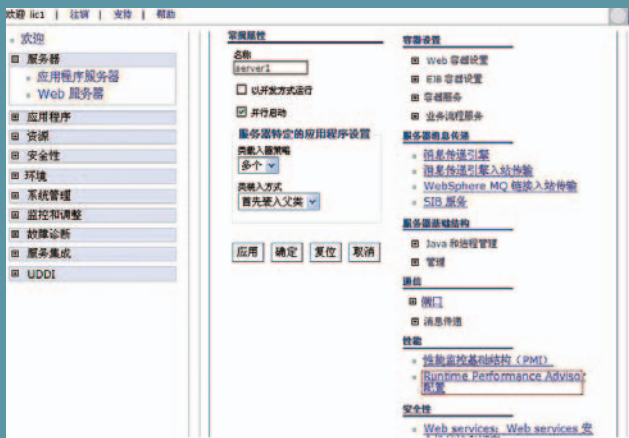 欢迎 lic1 | 注销 | 支持 | 帮助
欢迎
服务器
应用程序服务器
Web 服务器
应用程序
资源
安全性
环境
系统管理
监控和调整
故障诊断
服务集成
UDDI
常规属性
名称
server1
以开发方式运行
并行启动
服务器特定的应用程序设置
类载入器策略
多个
类装入方式
首先装入父类
应用 确定 复位 取消
容器设置
Web 容器设置
EJB 容器设置
容器服务
业务流程服务
服务器消息传递
消息传递引擎
消息传递引擎入站传输
WebSphere MQ 链接入站传输
SIB 服务
服务器基础结构
Java 和进程管理
管理
通信
端口
消息传递
性能
性能监控基础结构（PMI）
Runtime Performance Advisor
配置
安全性
Web services: Web services 安